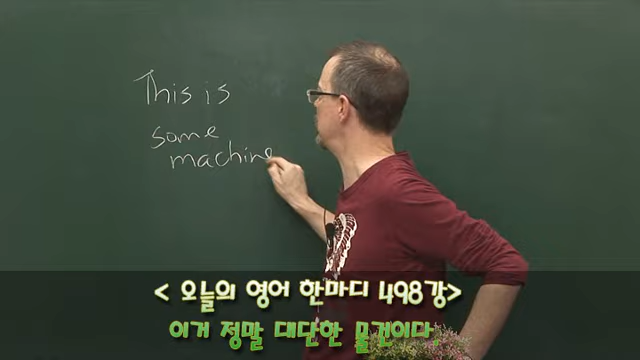 This is
some
machine
< 오늘의 영어 한마디 498강>
이거 정말 대단한 물건이다.